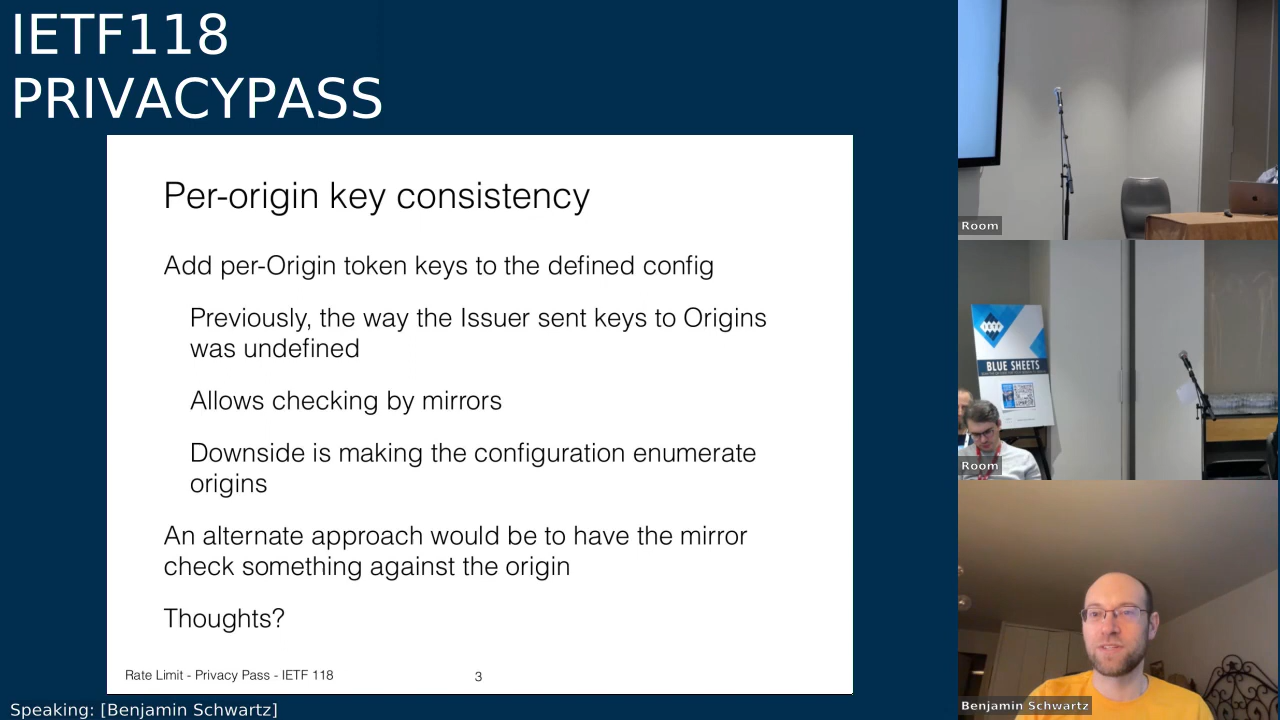 IETF118
PRIVACYPASS
Per-origin key consistency
Add per-Origin token keys to the defined config
Previously, the way the Issuer sent keys to Origins
was undefined
Allows checking by mirrors
Downside is making the configuration enumerate
origins
An alternate approach would be to have the mirror
check something against the origin
Thoughts?
Rate Limit - Privacy Pass - IETF 118
3
Speaking: [Benjamin Schwartz]
Room
BLUE SHEETS
Room
Benjamin Schwartz